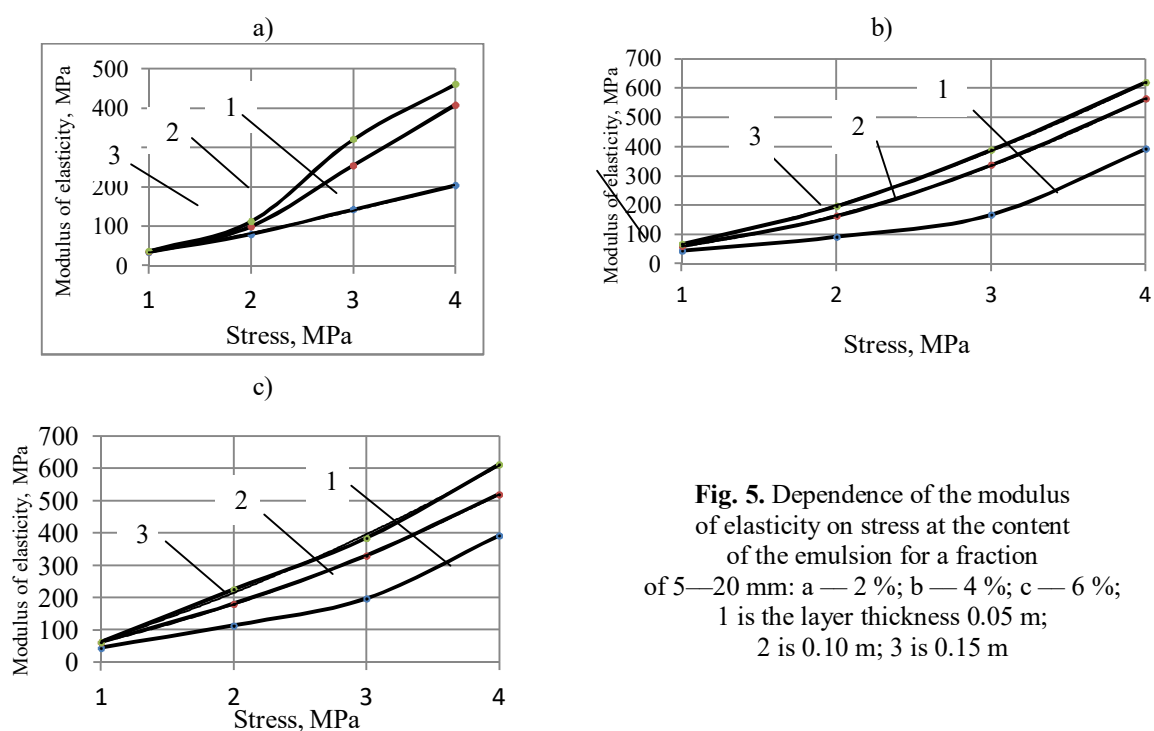 a)
Modulus of elasticity, MPa
500
400
200
100
0
1
2
3
1 2 3 4
Stress, MPa
b)
Modulus of elasticity, MPa
700
600
500
400
300
200
100
0
1
2
3
1 2 3 4
Stress, MPa
c)
Modulus of elasticity, MPa
700
600
500
400
300
200
100
0
1
2
3
1 2 3 4
Stress, MPa
Fig. 5. Dependence of the modulus
of elasticity on stress at the content
of the emulsion for a fraction
of 5—20 mm: a — 2 %; b — 4 %; c — 6 %;
1 is the layer thickness 0.05 m;
2 is 0.10 m; 3 is 0.15 m